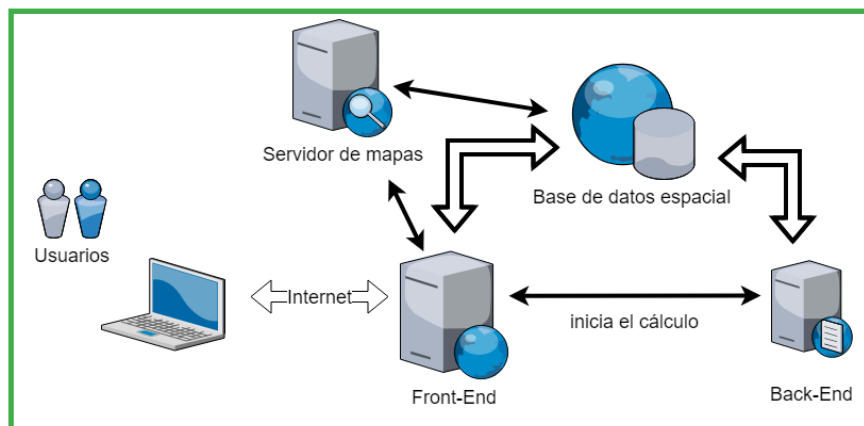 Servidor de mapas
Base de datos espacial
Usuarios
Internet
inicia el cálculo
Front-End
Back-End